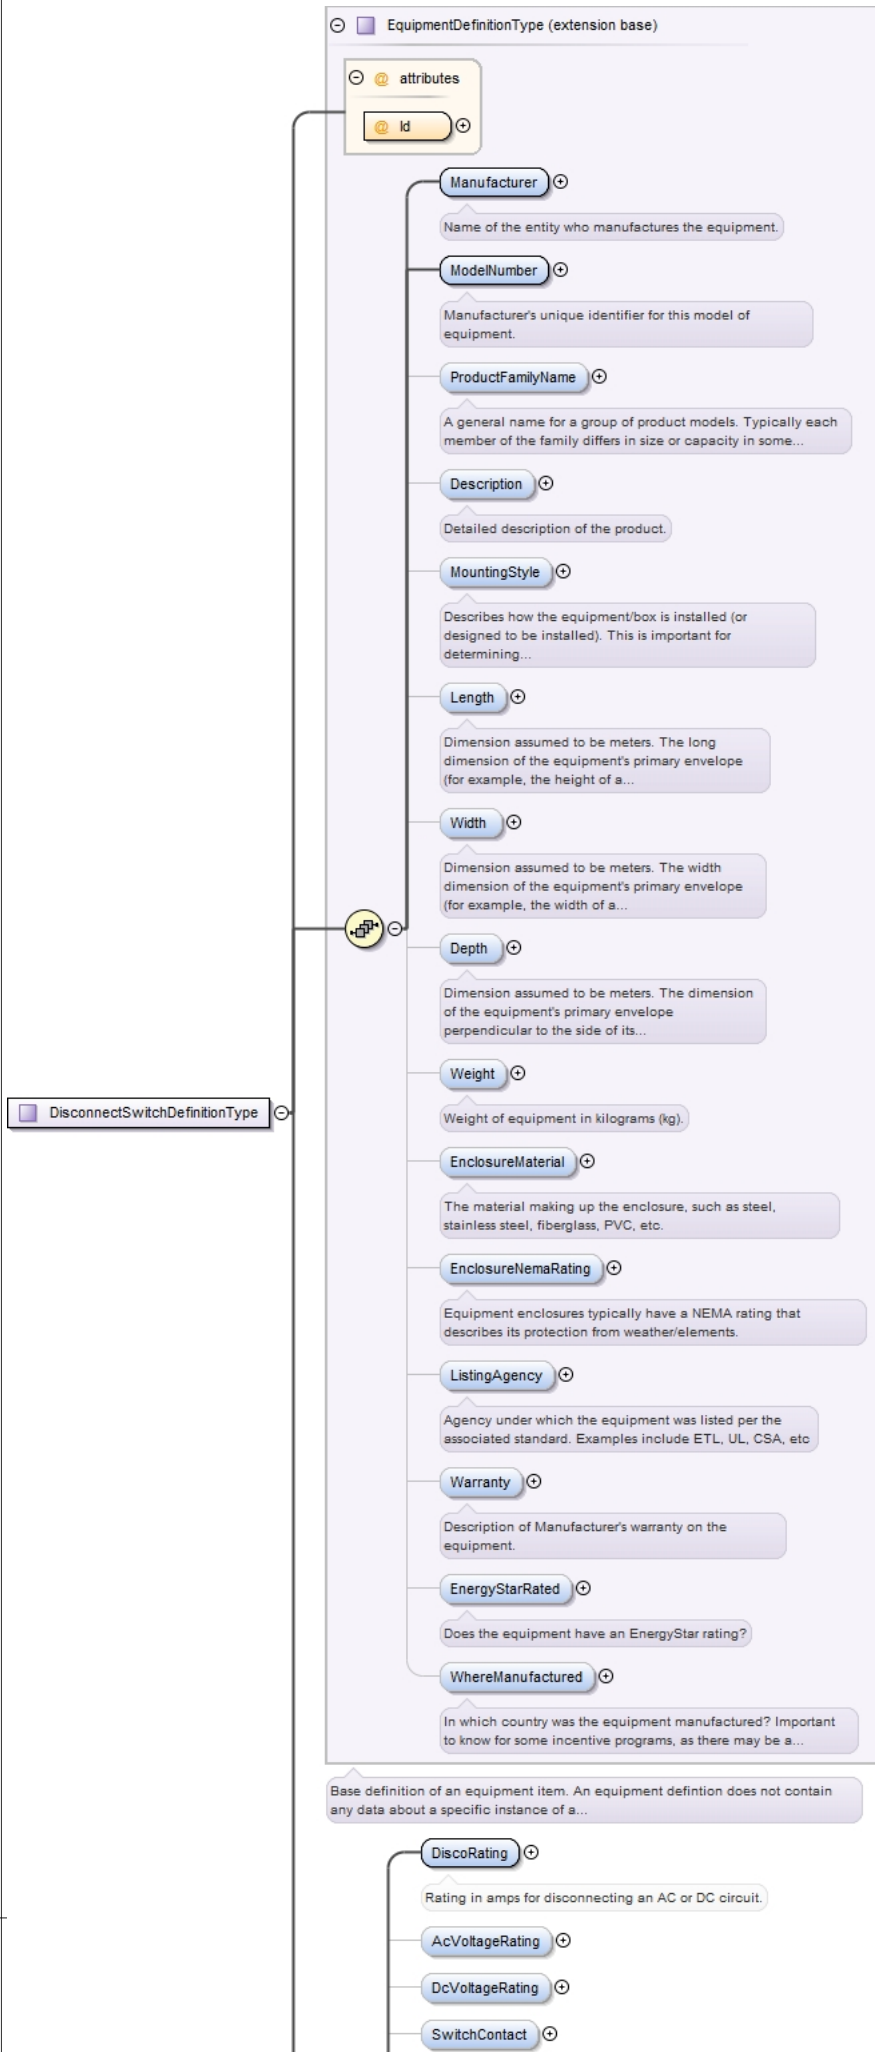 EquipmentDefinitionType (extension base)
@ attributes
@ Id
Manufacturer
Name of the entity who manufactures the equipment.
ModelNumber
Manufacturer's unique identifier for this model of
equipment.
ProductFamilyName
A general name for a group of product models. Typically each
member of the family differs in size or capacity in some...
Description
Detailed description of the product.
MountingStyle
Describes how the equipment/box is installed (or
designed to be installed). This is important for
determining...
Length
Dimension assumed to be meters. The long
dimension of the equipment's primary envelope
(for example, the height of a...
Width
Dimension assumed to be meters. The width
dimension of the equipment's primary envelope
(for example, the width of a...
Depth
Dimension assumed to be meters. The dimension
of the equipment's primary envelope
perpendicular to the side of its...
Weight
DisconnectSwitchDefinitionType
Weight of equipment in kilograms (kg).
EnclosureMaterial
The material making up the enclosure, such as steel,
stainless steel, fiberglass, PVC, etc.
EnclosureNemaRating
Equipment enclosures typically have a NEMA rating that
describes its protection from weather/elements.
ListingAgency
Agency under which the equipment was listed per the
associated standard. Examples include ETL, UL, CSA, etc
Warranty
Description of Manufacturer's warranty on the
equipment.
EnergyStarRated
Does the equipment have an EnergyStar rating?
WhereManufactured
In which country was the equipment manufactured? Important
to know for some incentive programs, as there may be a...
Base definition of an equipment item. An equipment defintion does not contain
any data about a specific instance of a...
DiscoRating
Rating in amps for disconnecting an AC or DC circuit.
AcVoltageRating
DcVoltageRating
SwitchContact